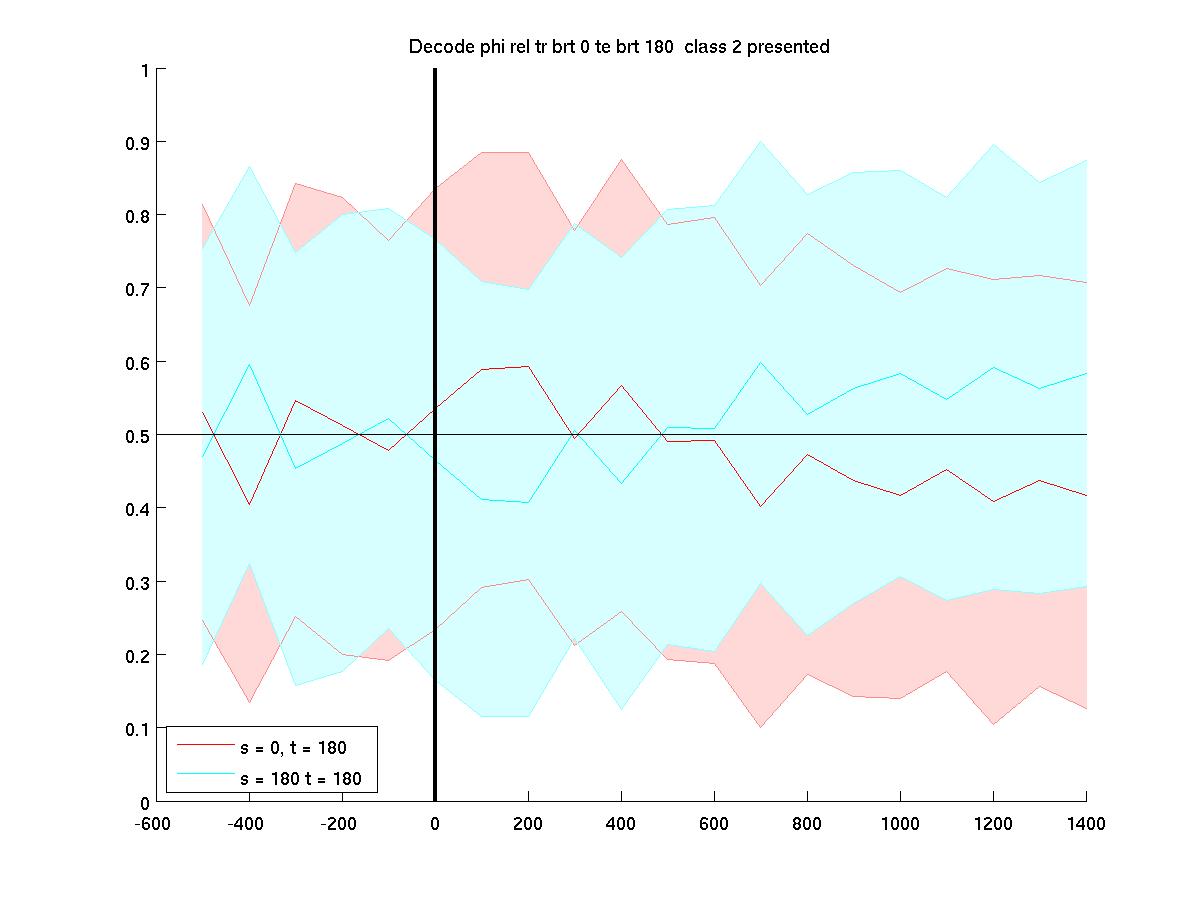 Decode phi rel tr brt 0 te brt 180  class 2 presented
1
0.9
0.8
0.7
0.6
0.5
0.4
0.3
0.2
0.1
0
s = 0, t = 180
s = 180 t = 180
-600 -400 -200 0 200 400 600 800 1000 1200 1400